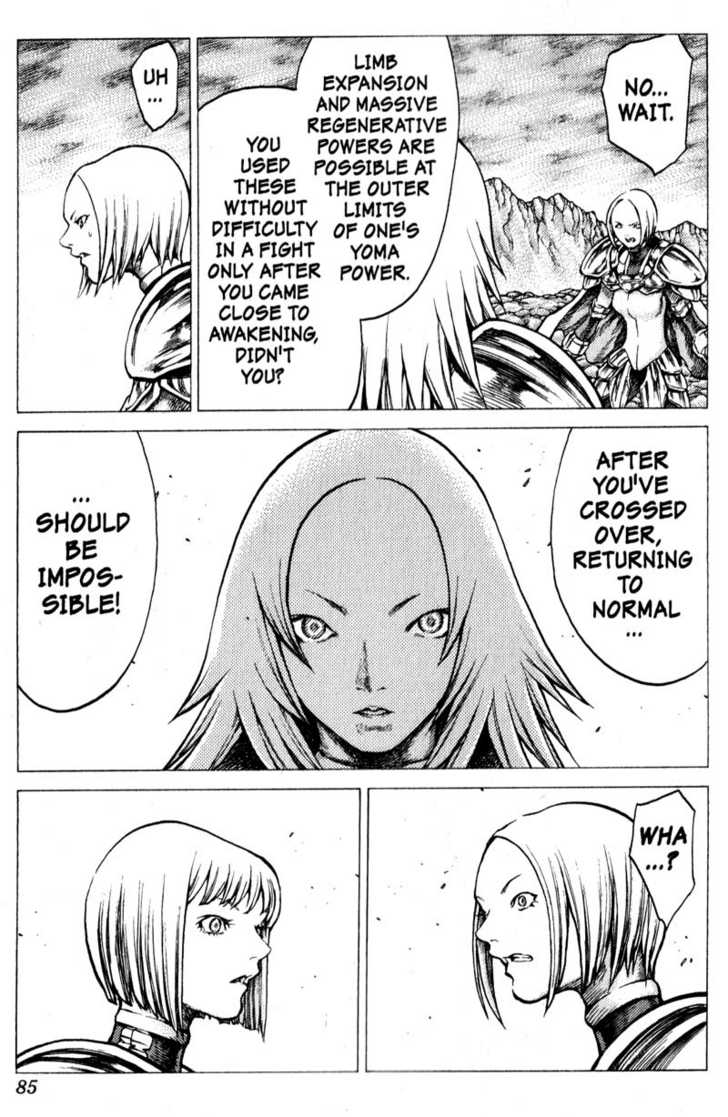 NO...
WAIT.
LIMB
EXPANSION
AND MASSIVE
REGENERATIVE
POWERS ARE
POSSIBLE AT
THE OUTER
LIMITS
OF ONE'S
YOMA
POWER.
YOU
USED
THESE
WITHOUT
DIFFICULTY
IN A FIGHT
ONLY AFTER
YOU CAME
CLOSE TO
AWAKENING,
DIDN'T
YOU?
UH
...
AFTER
YOU'VE
CROSSED
OVER,
RETURNING
TO
NORMAL
...
...
SHOULD
BE
IMPOS-
SIBLE!
WHA
...?
85